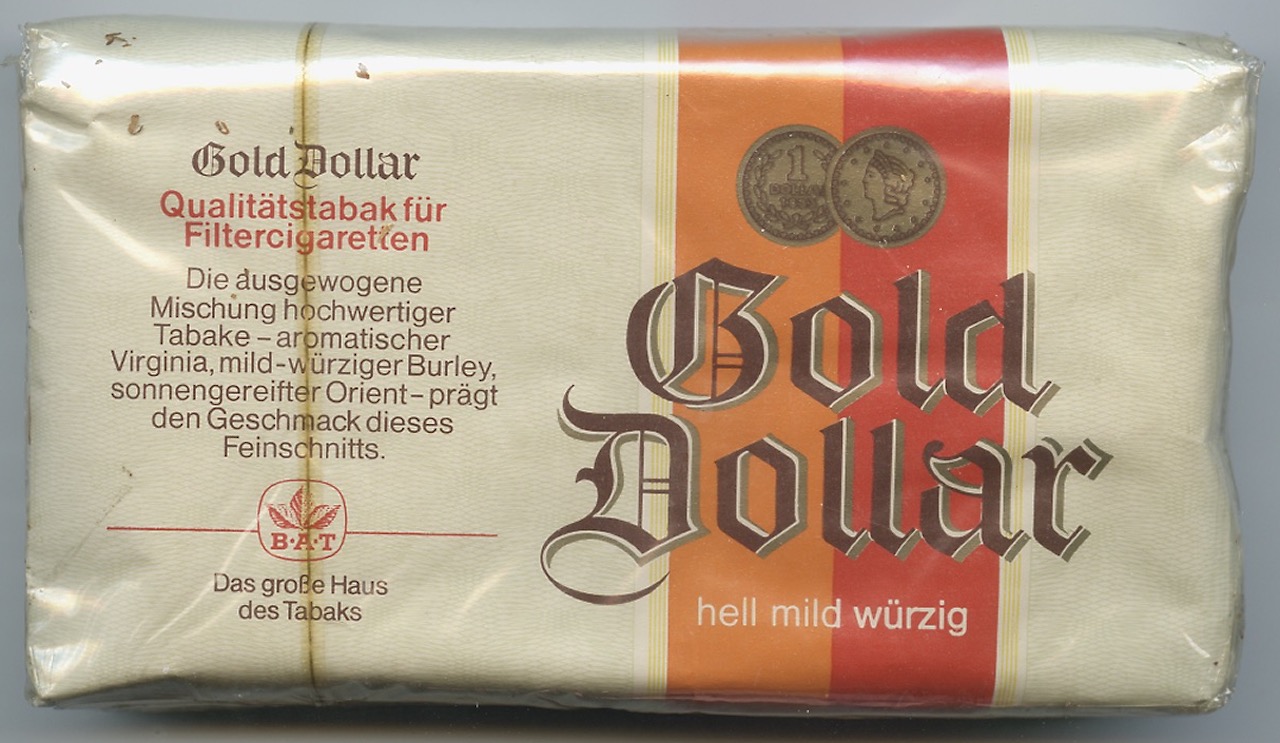 Gold Dollar
Qualitätstabak für
Filtercigaretten
Die ausgewogene
Mischung hochwertiger
Tabake – aromatischer
Virginia, mild-würziger Burley,
sonnengereifter Orient – prägt
den Geschmack dieses
Feinschnitts.
B·A·T
Das große Haus
des Tabaks
1
DOLLAR
Gold
Dollar
hell mild würzig